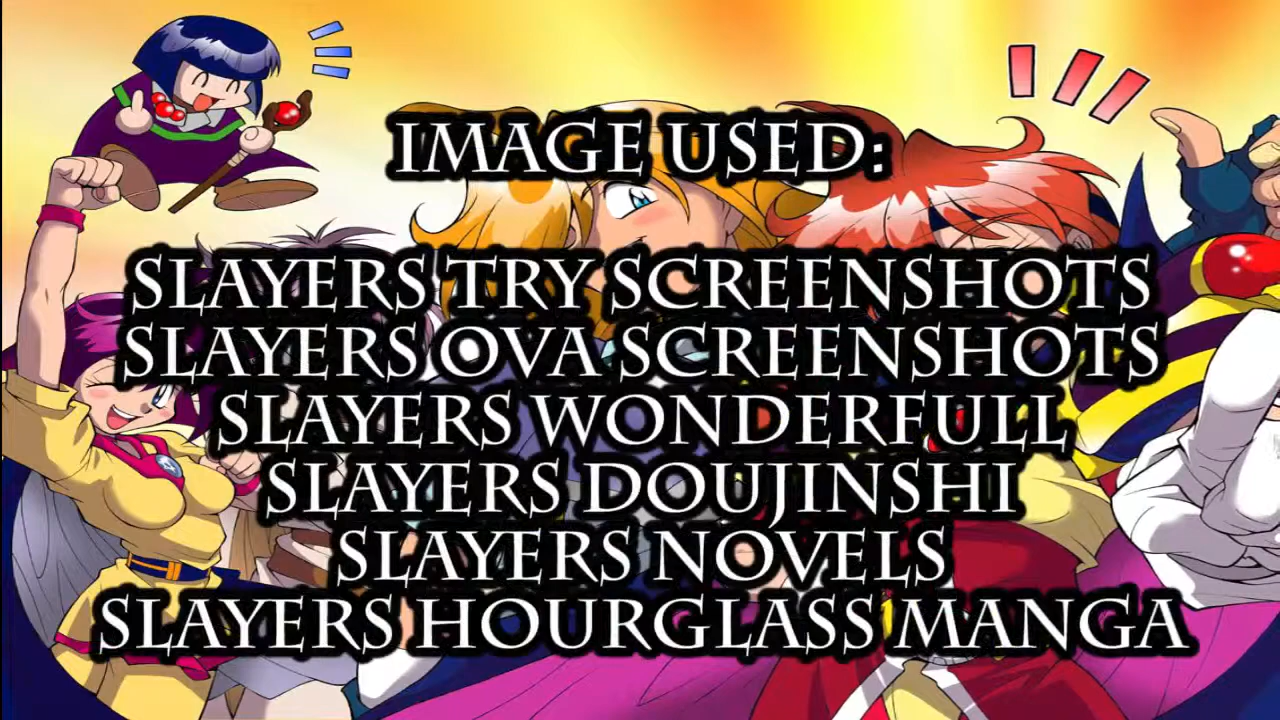 IMAGE USED:
SLAYERS TRY SCREENSHOTS
SLAYERS OVA SCREENSHOTS
SLAYERS WONDERFULL
SLAYERS DOUJINSHI
SLAYERS NOVELS
SLAYERS HOURGLASS MANGA